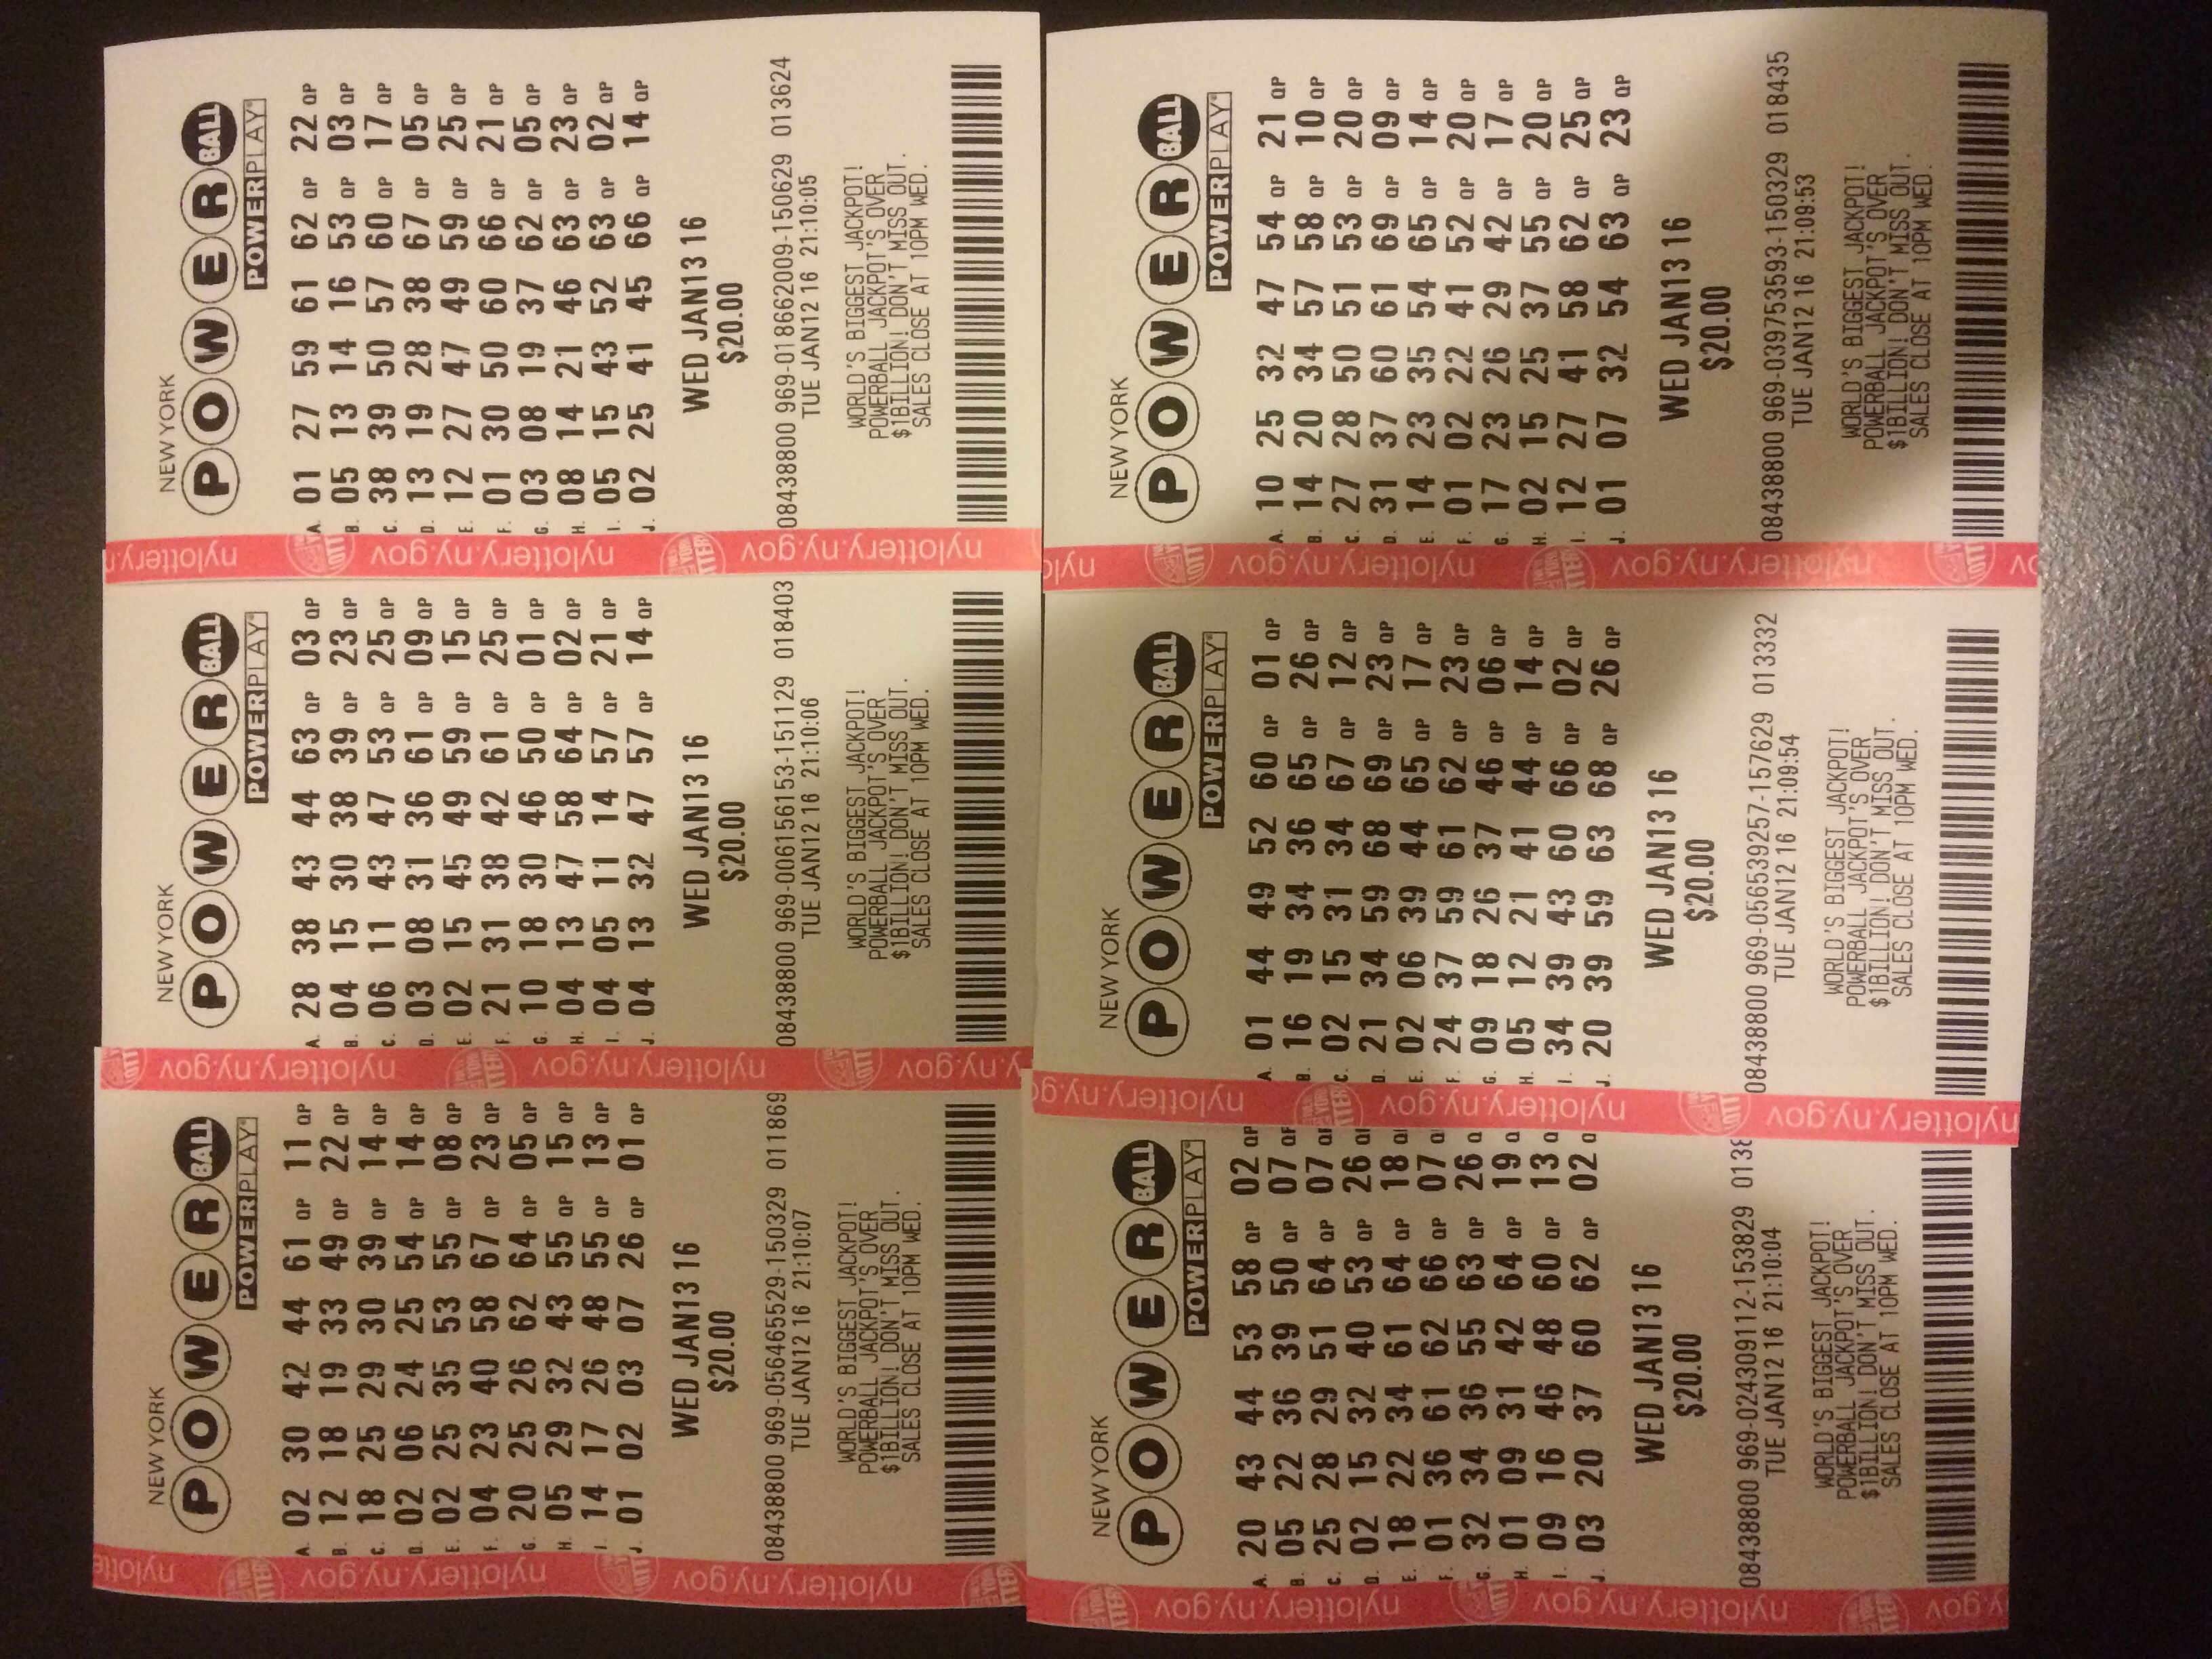 NEW YORK
POWERBALL
POWERPLAY
A. 02 30 42 44 61 QP 11 QP
B. 12 18 19 33 49 QP 22 QP
C. 18 25 29 30 39 QP 14 QP
D. 02 06 24 25 54 QP 14 QP
E. 02 25 35 53 55 QP 08 QP
F. 04 23 40 58 67 QP 23 QP
G. 20 25 26 62 64 QP 05 QP
H. 05 29 32 43 55 QP 15 QP
I. 14 17 26 48 55 QP 13 QP
J. 01 02 03 07 26 QP 01 QP
WED JAN13 16
$20.00
08438800 969-056465529-150329 011869
TUE JAN12 16 21:10:07
WORLD'S BIGGEST JACKPOT!
POWERBALL JACKPOT'S OVER
$1BILLION! DON'T MISS OUT.
SALES CLOSE AT 10PM WED.
nylottery.ny.gov
NEW YORK
POWERBALL
POWERPLAY
A. 28 38 43 44 63 QP 03 QP
B. 04 15 30 38 39 QP 23 QP
C. 06 11 43 47 53 QP 25 QP
D. 03 08 31 36 61 QP 09 QP
E. 02 15 45 49 59 QP 15 QP
F. 21 31 38 42 61 QP 25 QP
G. 10 18 30 46 50 QP 01 QP
H. 04 13 47 58 64 QP 02 QP
I. 04 05 11 14 57 QP 21 QP
J. 04 13 32 47 57 QP 14 QP
WED JAN13 16
$20.00
08438800 969-006156153-151129 018403
TUE JAN12 16 21:10:06
WORLD'S BIGGEST JACKPOT!
POWERBALL JACKPOT'S OVER
$1BILLION! DON'T MISS OUT.
SALES CLOSE AT 10PM WED.
nylottery.ny.gov
NEW YORK
POWERBALL
POWERPLAY
A. 01 27 59 61 62 QP 22 QP
B. 05 13 14 16 53 QP 03 QP
C. 38 39 50 57 60 QP 17 QP
D. 13 19 28 38 67 QP 05 QP
E. 12 27 47 49 59 QP 25 QP
F. 01 30 50 60 66 QP 21 QP
G. 03 08 19 37 62 QP 05 QP
H. 08 14 21 46 63 QP 23 QP
I. 05 15 43 52 63 QP 02 QP
J. 02 25 41 45 66 QP 14 QP
WED JAN13 16
$20.00
08438800 969-018662009-150629 013624
TUE JAN12 16 21:10:05
WORLD'S BIGGEST JACKPOT!
POWERBALL JACKPOT'S OVER
$1BILLION! DON'T MISS OUT.
SALES CLOSE AT 10PM WED.
nylottery.ny.gov
NEW YORK
POWERBALL
POWERPLAY
A. 20 43 44 53 58 QP 02 QP
B. 05 22 36 39 50 QP 07
C. 25 28 29 51 64 QP 07
D. 02 15 32 40 53 QP 26
E. 18 22 34 61 64 QP 18
F. 01 36 61 62 66 QP 07
G. 32 34 36 55 63 QP 26
H. 01 09 31 42 64 QP 19
I. 09 16 46 48 60 QP 13
J. 03 20 37 60 62 QP 02
WED JAN13 16
$20.00
08438800 969-024309112-153829 013
TUE JAN12 16 21:10:04
WORLD'S BIGGEST JACKPOT!
POWERBALL JACKPOT'S OVER
$1BILLION! DON'T MISS OUT.
SALES CLOSE AT 10PM WED.
nylottery.ny.gov
NEW YORK
POWERBALL
POWERPLAY
A. 01 44 49 52 60 QP 01 QP
B. 16 19 34 36 65 QP 26 QP
C. 02 15 31 34 67 QP 12 QP
D. 21 34 59 68 69 QP 23 QP
E. 02 06 39 44 65 QP 17 QP
F. 24 37 59 61 62 QP 23 QP
G. 09 18 26 37 46 QP 06 QP
H. 05 12 21 41 44 QP 14 QP
I. 34 39 43 60 66 QP 02 QP
J. 20 39 59 63 68 QP 26 QP
WED JAN13 16
$20.00
08438800 969-056539257-157629 013332
TUE JAN12 16 21:09:54
WORLD'S BIGGEST JACKPOT!
POWERBALL JACKPOT'S OVER
$1BILLION! DON'T MISS OUT.
SALES CLOSE AT 10PM WED.
nylottery.ny.gov
NEW YORK
POWERBALL
POWERPLAY
A. 10 25 32 47 54 QP 21 QP
B. 14 20 34 57 58 QP 10 QP
C. 27 28 50 51 53 QP 20 QP
D. 31 37 60 61 69 QP 09 QP
E. 14 23 35 54 65 QP 14 QP
F. 01 02 22 41 52 QP 20 QP
G. 17 23 26 29 42 QP 17 QP
H. 02 15 25 37 55 QP 20 QP
I. 12 27 41 58 62 QP 25 QP
J. 01 07 32 54 63 QP 23 QP
WED JAN13 16
$20.00
08438800 969-039753593-150329 018435
TUE JAN12 16 21:09:53
WORLD'S BIGGEST JACKPOT!
POWERBALL JACKPOT'S OVER
$1BILLION! DON'T MISS OUT.
SALES CLOSE AT 10PM WED.
nylottery.ny.gov